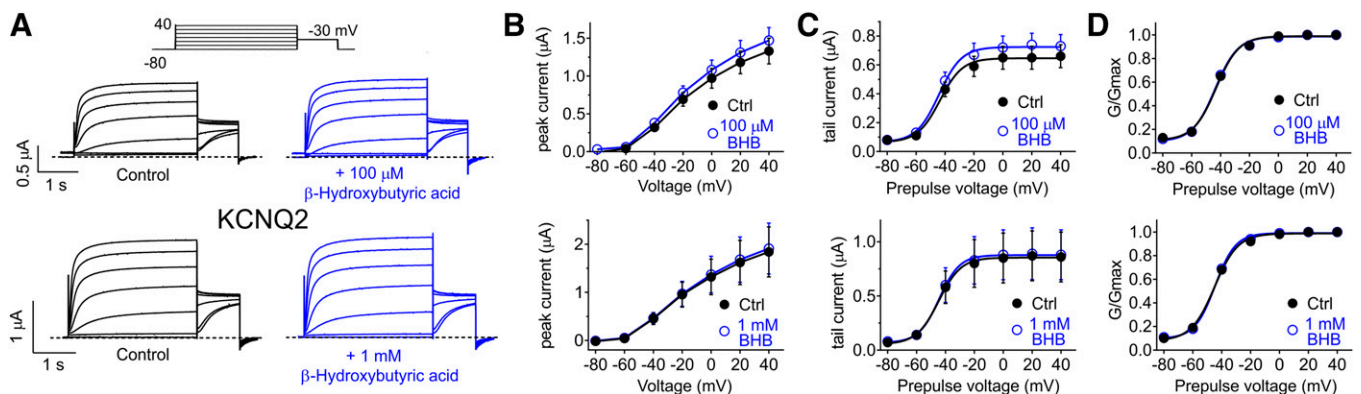 A
40
-30 mV
-80
0.5 µA
1 s
Control
+ 100 µM
β-Hydroxybutyric acid
KCNQ2
1 µA
1 s
Control
+ 1 mM
β-Hydroxybutyric acid
B
peak current (µA)
1.5
1.0
0.5
0.0
Ctrl
100 µM
BHB
-80 -60 -40 -20 0 20 40
Voltage (mV)
peak current (µA)
2
1
0
Ctrl
1 mM
BHB
-80 -60 -40 -20 0 20 40
Voltage (mV)
C
tail current (µA)
0.8
0.6
0.4
0.2
0.0
Ctrl
100 µM
BHB
-80 -60 -40 -20 0 20 40
Prepulse voltage (mV)
tail current (µA)
1.0
0.5
0.0
Ctrl
1 mM
BHB
-80 -60 -40 -20 0 20 40
Prepulse voltage (mV)
D
G/Gmax
1.0
0.8
0.6
0.4
0.2
0.0
Ctrl
100 µM
BHB
-80 -60 -40 -20 0 20 40
Prepulse voltage (mV)
G/Gmax
1.0
0.8
0.6
0.4
0.2
0.0
Ctrl
1 mM
BHB
-80 -60 -40 -20 0 20 40
Prepulse voltage (mV)